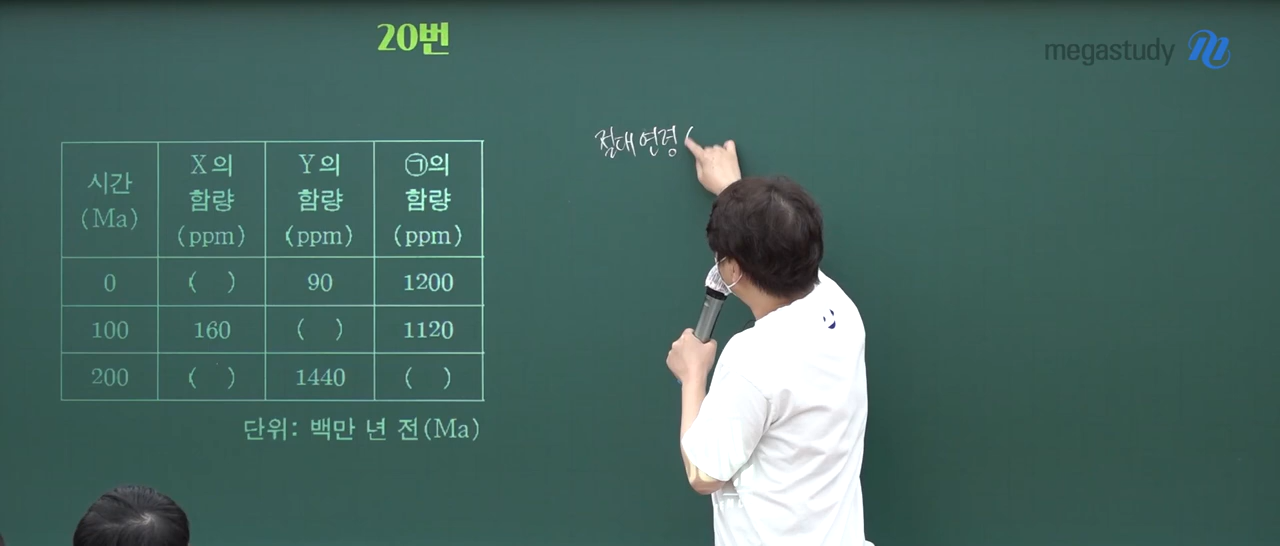 20번
megastudy
절대연령 (
시간 (Ma) X의 함량 (ppm) Y의 함량 (ppm) ㉠의 함량 (ppm)
0 ( ) 90 1200
100 160 ( ) 1120
200 ( ) 1440 ( )
단위: 백만 년 전(Ma)